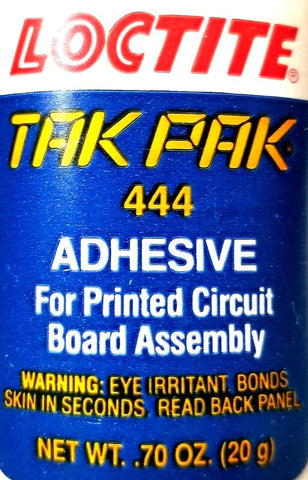 LOCTITE®
TAK PAK®
444
ADHESIVE
For Printed Circuit
Board Assembly
WARNING: EYE IRRITANT. BONDS
SKIN IN SECONDS. READ BACK PANEL
NET WT. .70 OZ. (20 g)